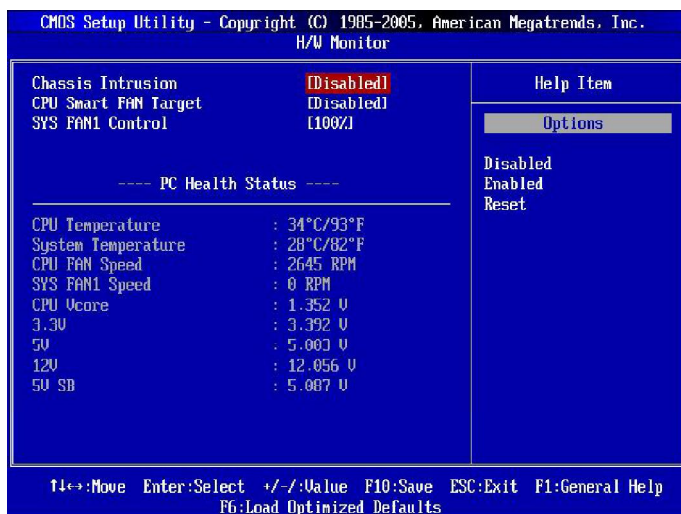 CMOS Setup Utility - Copyright (C) 1985-2005, American Megatrends, Inc.
H/W Monitor
Chassis Intrusion [Disabled]
CPU Smart FAN Target [Disabled]
SYS FAN1 Control [100%]
---- PC Health Status ----
CPU Temperature : 34°C/93°F
System Temperature : 28°C/82°F
CPU FAN Speed : 2645 RPM
SYS FAN1 Speed : 0 RPM
CPU Vcore : 1.352 V
3.3V : 3.392 V
5V : 5.003 V
12V : 12.056 V
5V SB : 5.087 V
Help Item
Options
Disabled
Enabled
Reset
↑↓↔:Move Enter:Select +/-/:Value F10:Save ESC:Exit F1:General Help
F6:Load Optimized Defaults